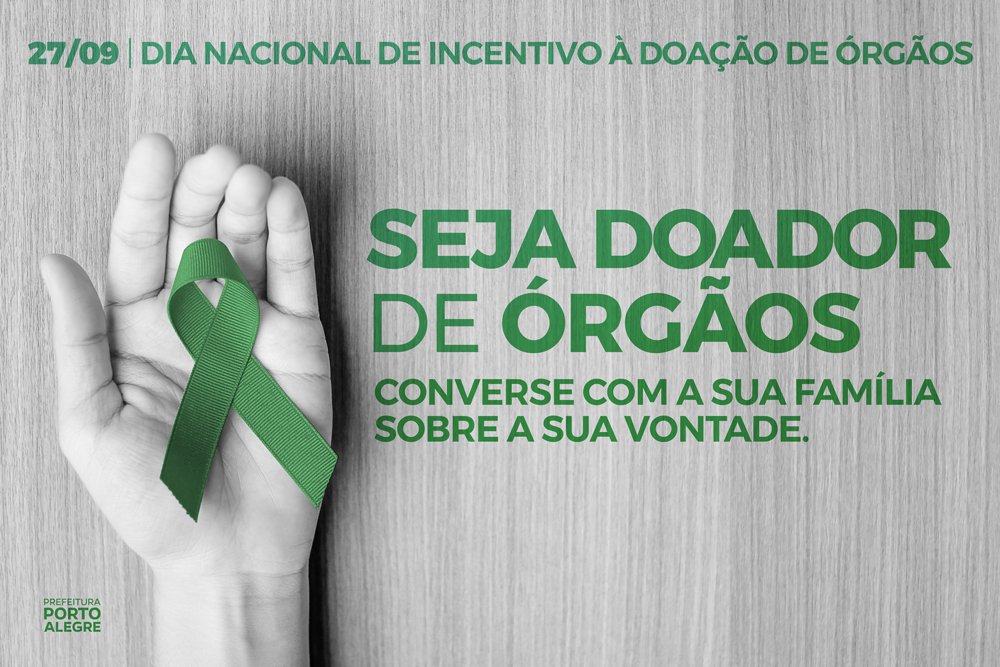 27/09 | DIA NACIONAL DE INCENTIVO À DOAÇÃO DE ÓRGÃOS
SEJA DOADOR
DE ÓRGÃOS
CONVERSE COM A SUA FAMÍLIA
SOBRE A SUA VONTADE.
PREFEITURA
PORTO
ALEGRE